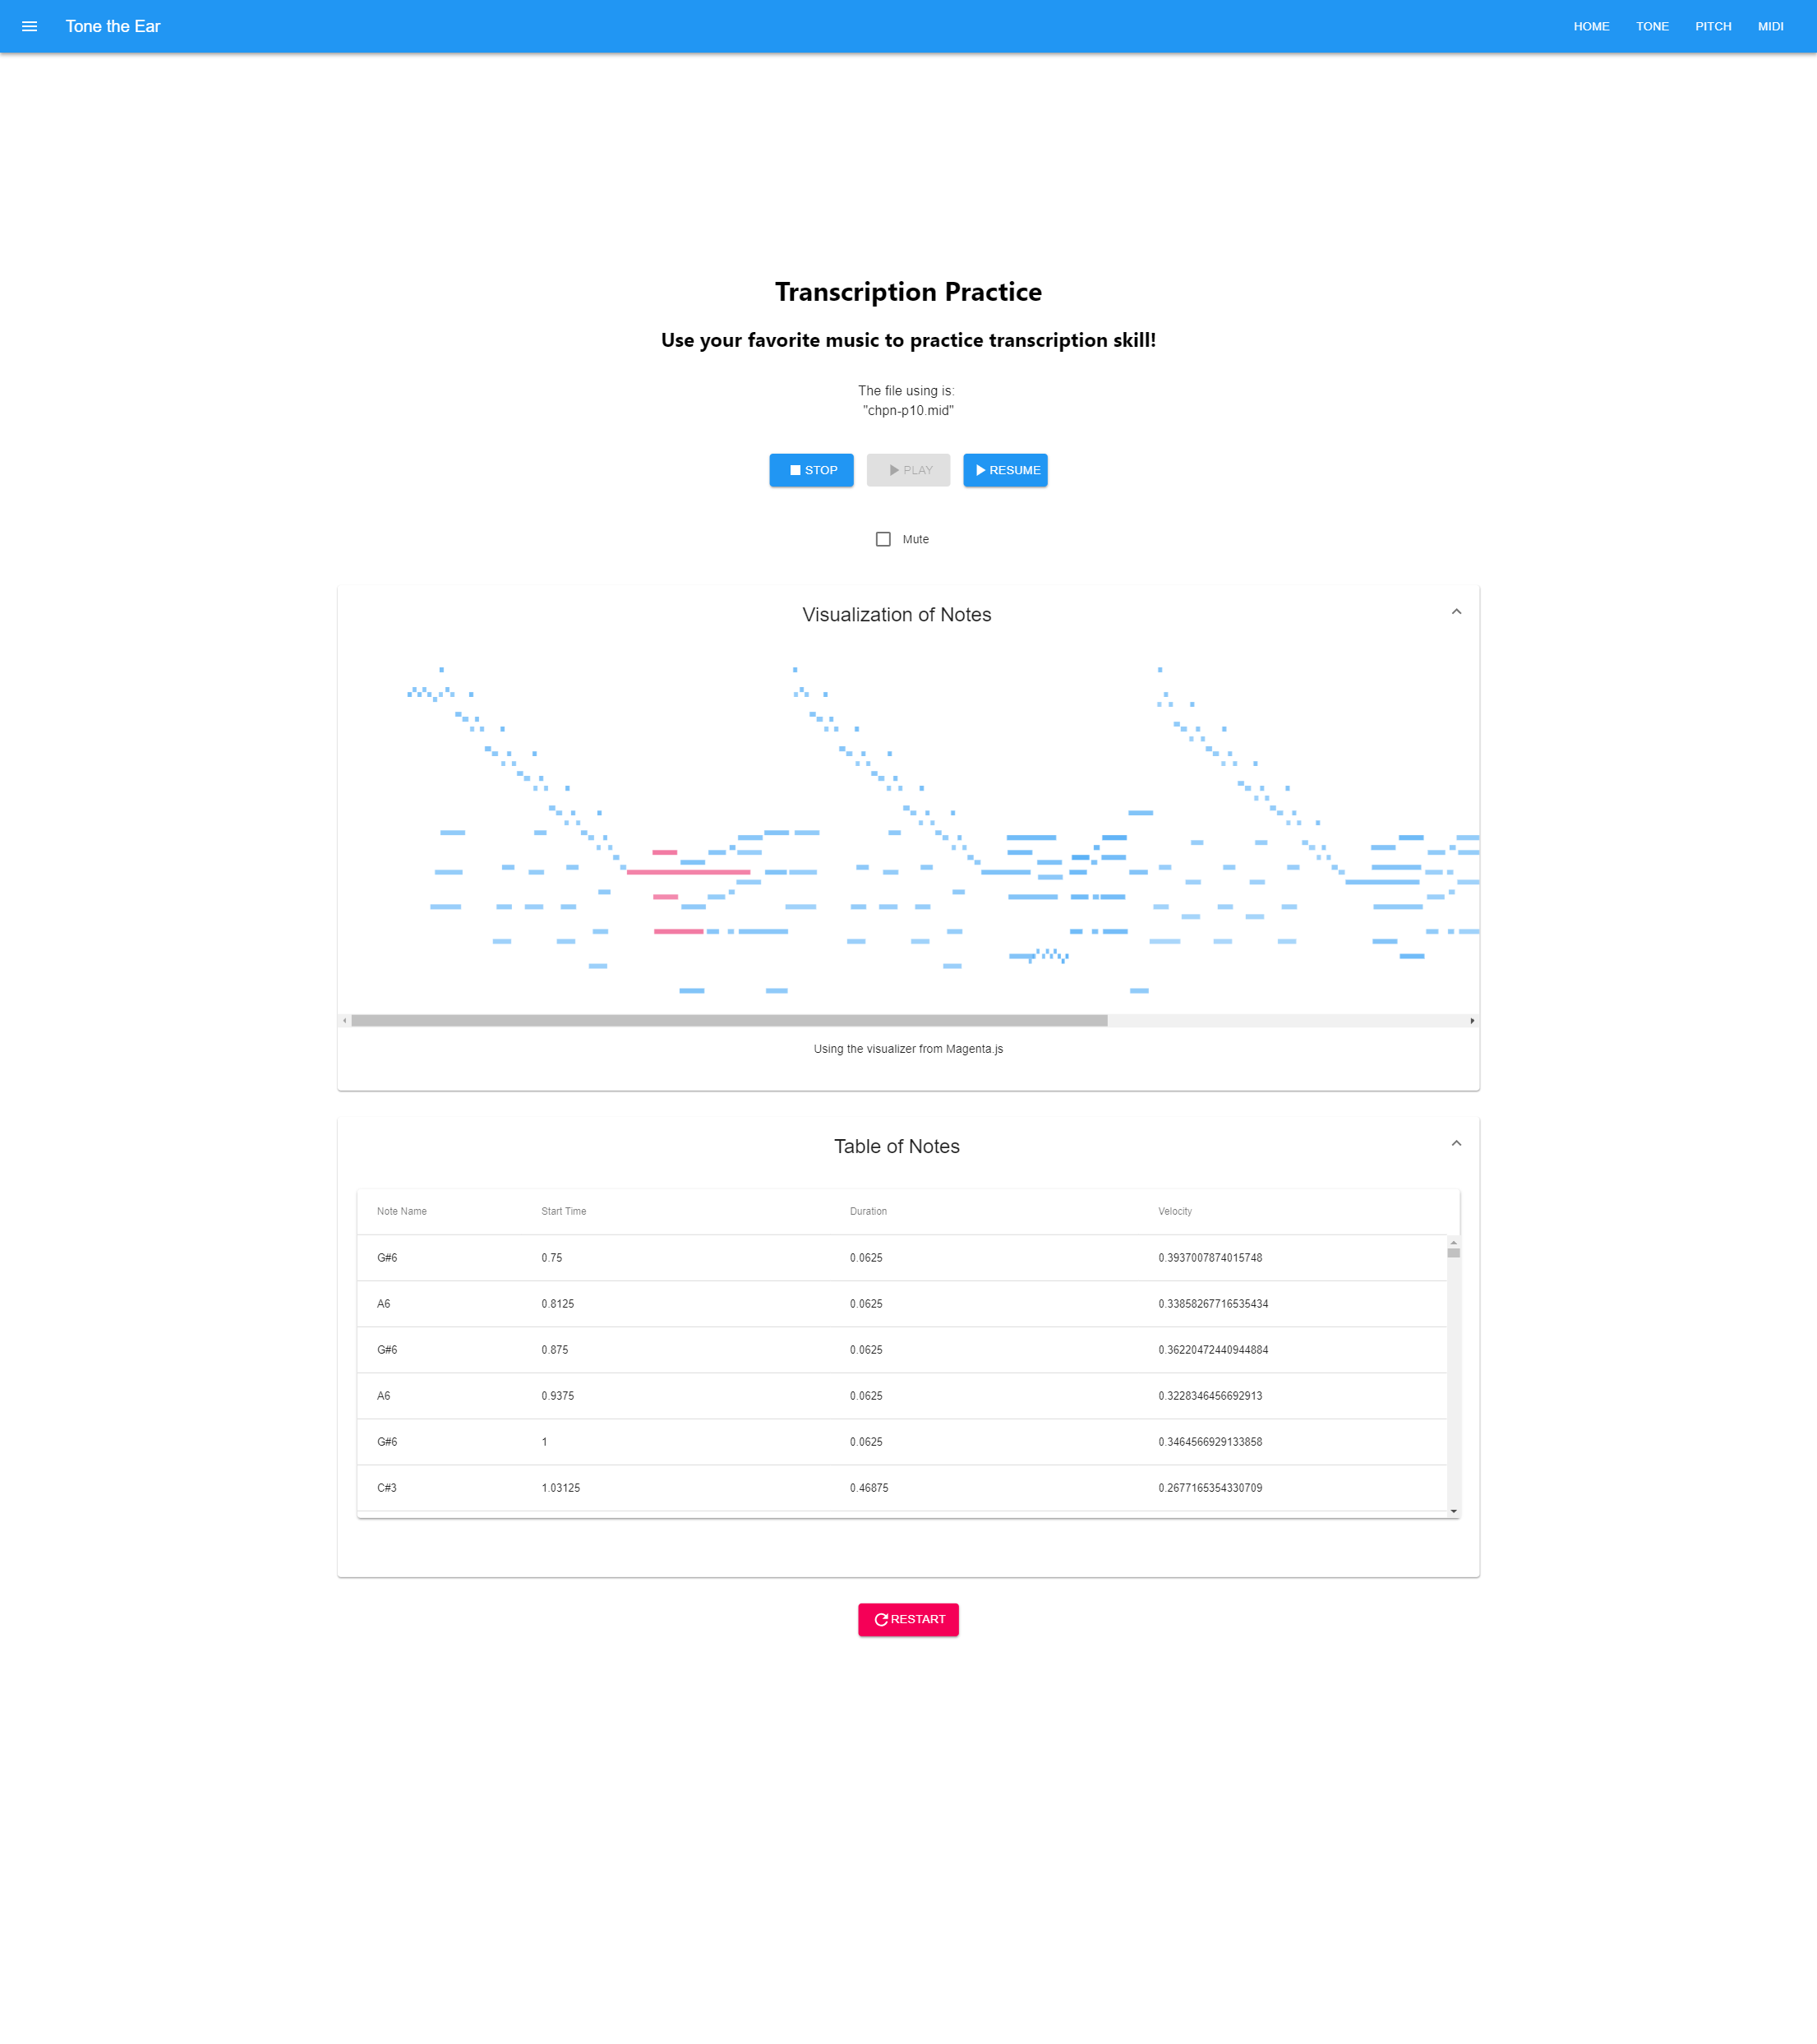 Tone the Ear
HOME TONE PITCH MIDI
Transcription Practice
Use your favorite music to practice transcription skill!
The file using is:
"chpn-p10.mid"
STOP PLAY RESUME
Mute
Visualization of Notes
Using the visualizer from Magenta.js
Table of Notes
Note Name Start Time Duration Velocity
G#6 0.75 0.0625 0.3937007874015748
A6 0.8125 0.0625 0.33858267716535434
G#6 0.875 0.0625 0.36220472440944884
A6 0.9375 0.0625 0.3228346456692913
G#6 1 0.0625 0.3464566929133858
C#3 1.03125 0.46875 0.2677165354330709
RESTART